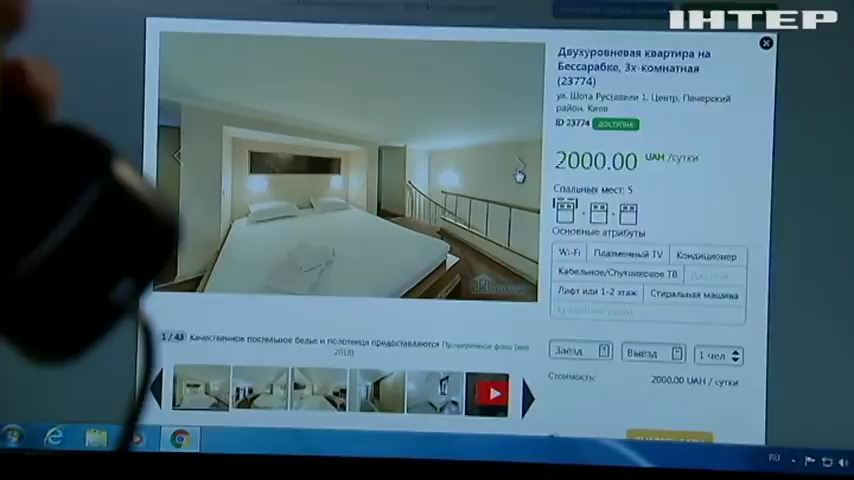 ІНТЕР
Двухуровневая квартира на
Бессарабке, 3х-комнатная
(23774)
ул. Шота Руставели 1, Центр, Печерский
район, Киев
ID 23774 ДОСТУПНА
2000.00 UAH /сутки
Спальных мест: 5
Основные атрибуты
Wi-Fi Плазменный TV Кондиционер
Кабельное/Спутниковое ТВ
Лифт или 1-2 этаж Стиральная машина
1 / 43 Качественное постельное белье и полотенца предоставляются Проверенное фото
2018)
Заезд Выезд 1 чел
Стоимость: 2000.00 UAH / сутки
RU